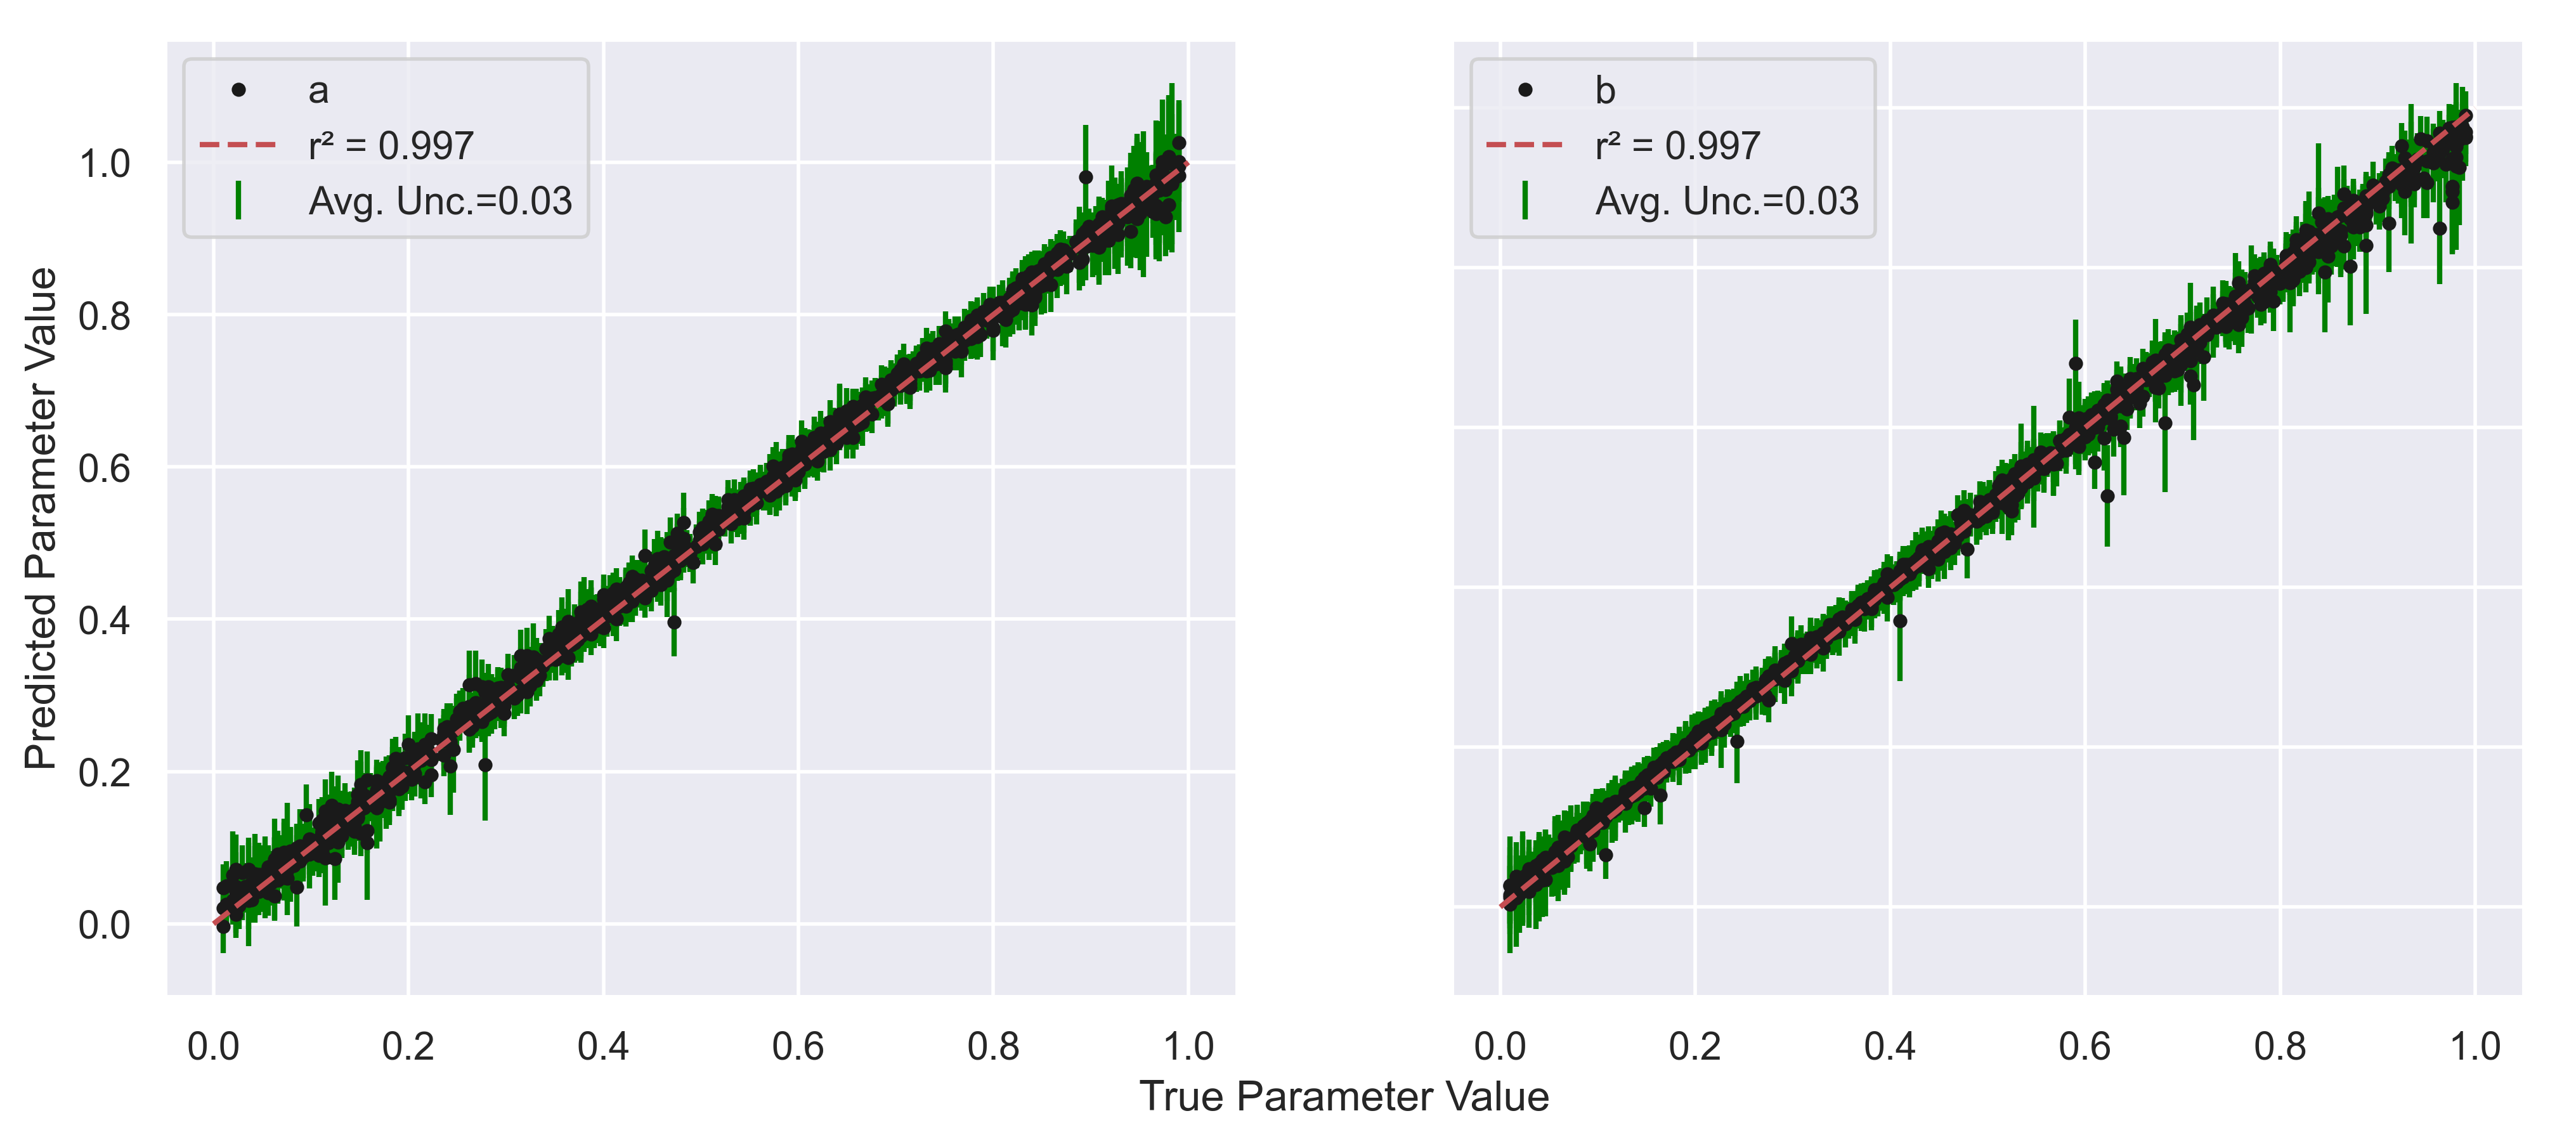 a
r² = 0.997
Avg. Unc.=0.03
b
r² = 0.997
Avg. Unc.=0.03
Predicted Parameter Value
1.0
0.8
0.6
0.4
0.2
0.0
0.0 0.2 0.4 0.6 0.8 1.0
0.0 0.2 0.4 0.6 0.8 1.0
True Parameter Value